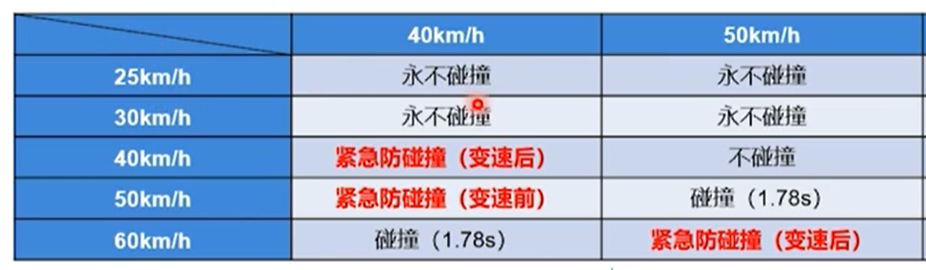 40km/h 50km/h
25km/h 永不碰撞 永不碰撞
30km/h 永不碰撞 永不碰撞
40km/h 紧急防碰撞（变速后） 不碰撞
50km/h 紧急防碰撞（变速前） 碰撞（1.78s）
60km/h 碰撞（1.78s） 紧急防碰撞（变速后）